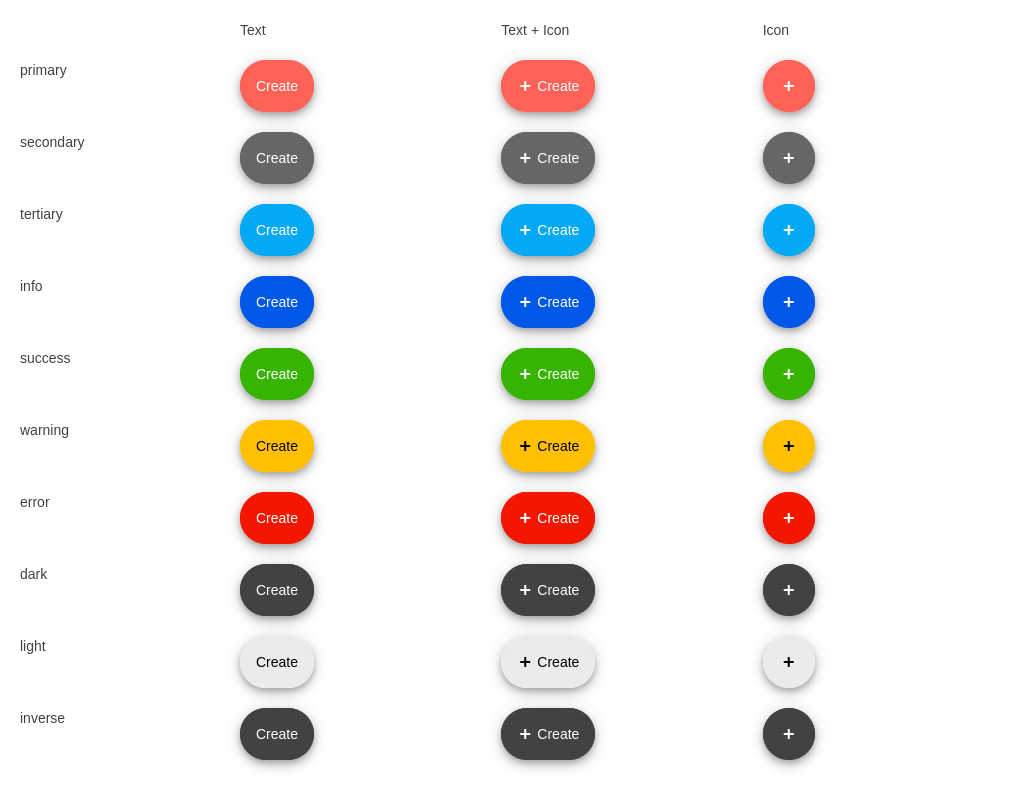 Text Text + Icon Icon
primary Create + Create +
secondary Create + Create +
tertiary Create + Create +
info Create + Create +
success Create + Create +
warning Create + Create +
error Create + Create +
dark Create + Create +
light Create + Create +
inverse Create + Create +